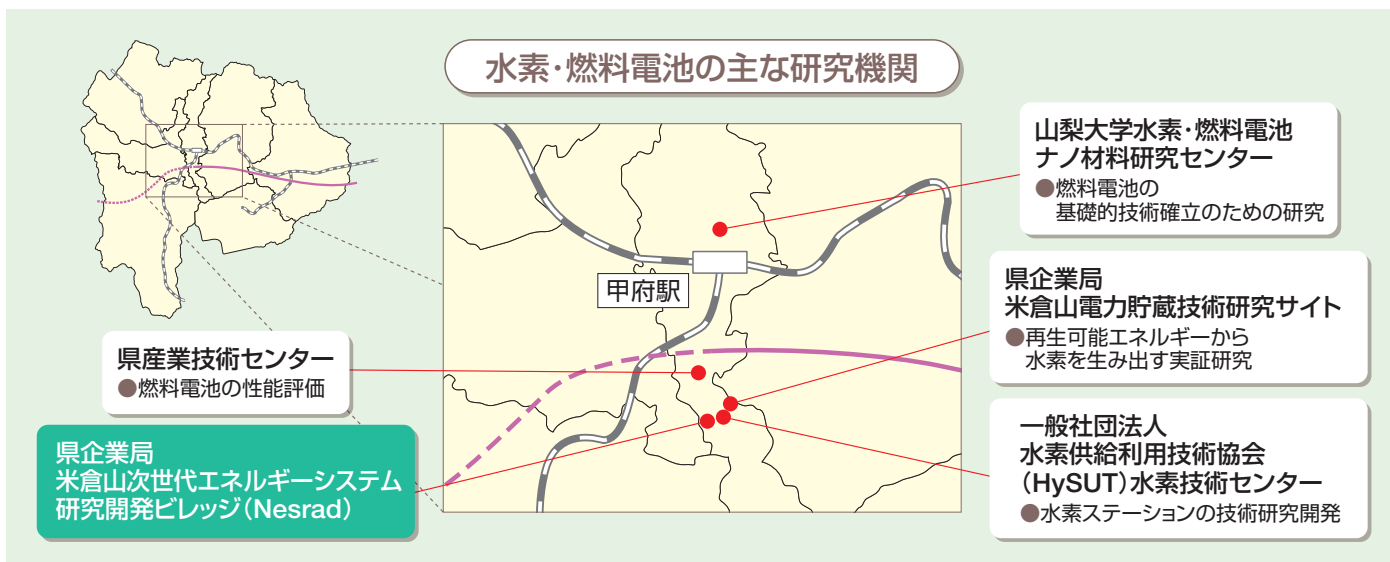 水素・燃料電池の主な研究機関
山梨大学水素・燃料電池
ナノ材料研究センター
●燃料電池の
基礎的技術確立のための研究
甲府駅
県企業局
米倉山電力貯蔵技術研究サイト
●再生可能エネルギーから
水素を生み出す実証研究
県産業技術センター
●燃料電池の性能評価
一般社団法人
水素供給利用技術協会
（HySUT）水素技術センター
●水素ステーションの技術研究開発
県企業局
米倉山次世代エネルギーシステム
研究開発ビレッジ（Nesrad）